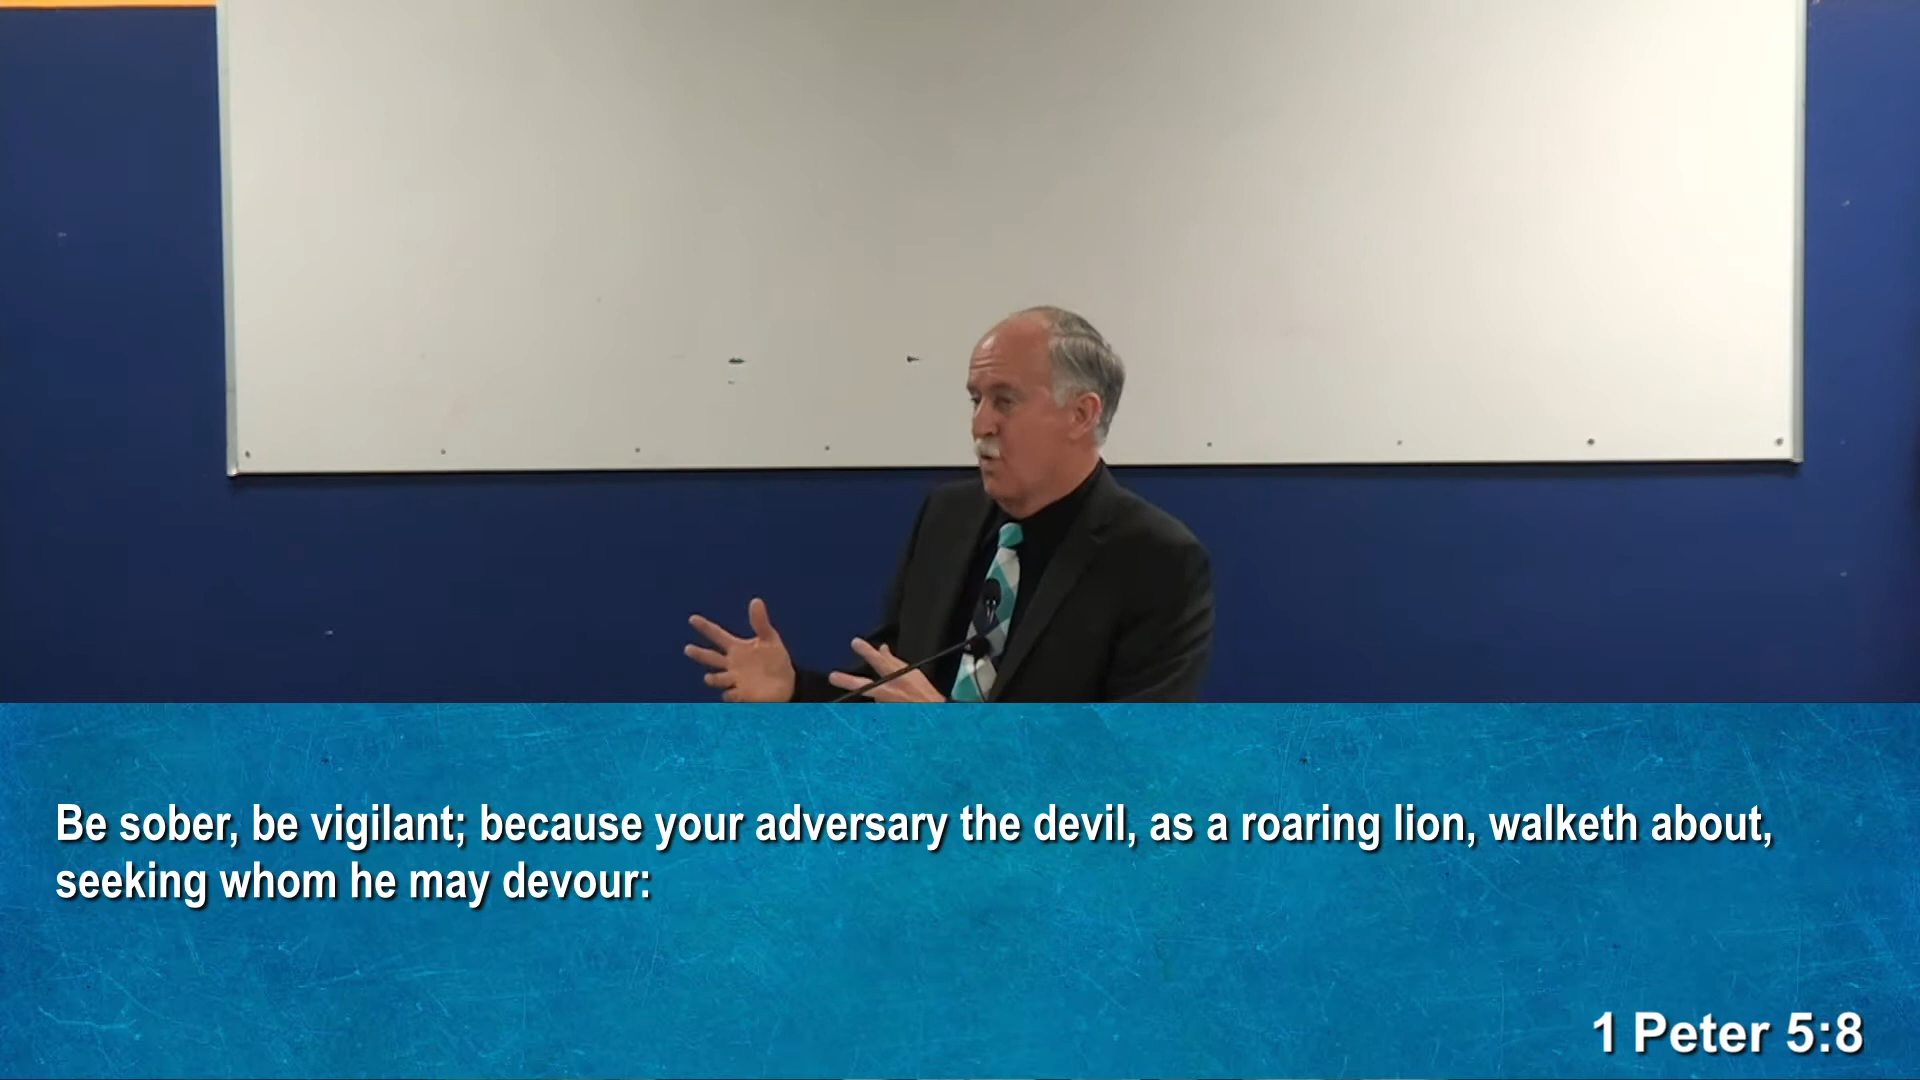 Be sober, be vigilant; because your adversary the devil, as a roaring lion, walketh about,
seeking whom he may devour:
1 Peter 5:8